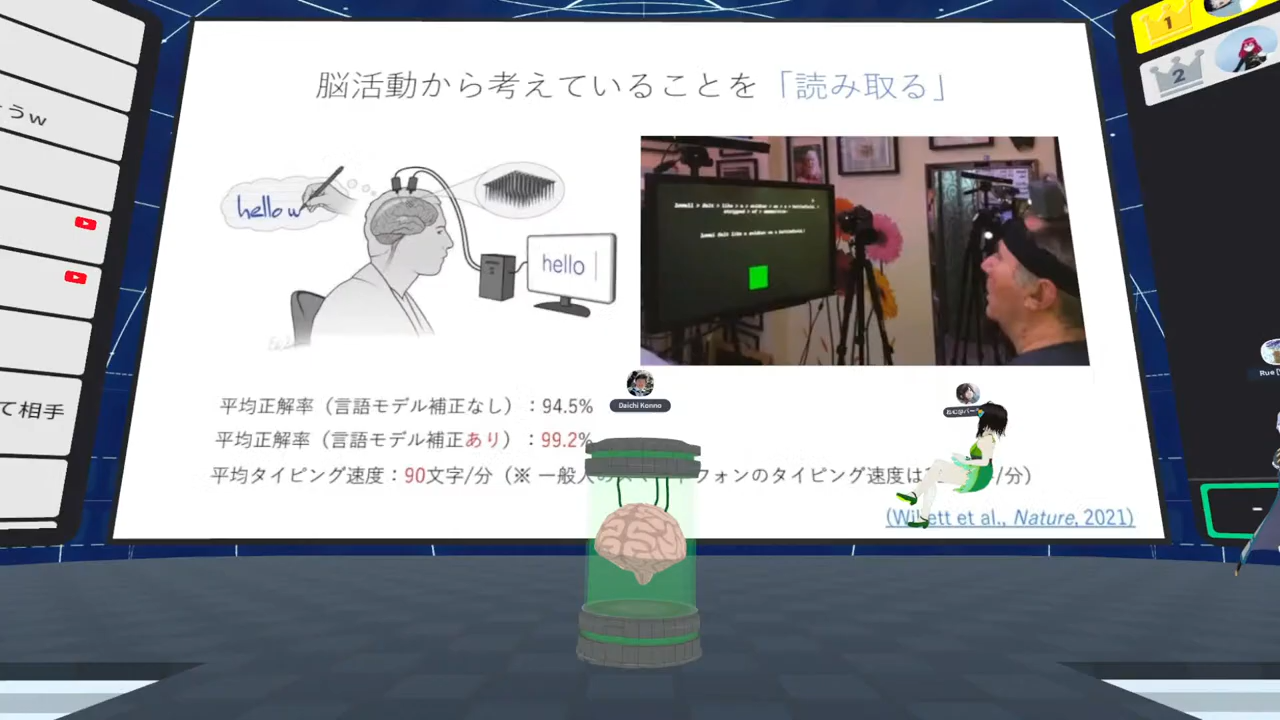 脳活動から考えていることを「読み取る」
hello w
hello
平均正解率（言語モデル補正なし）：94.5%
平均正解率（言語モデル補正あり）：99.2%
平均タイピング速度：90文字/分（※ 一般人の フォンのタイピング速度は /分）
(Willett et al., Nature, 2021)
Daichi Konno
うw
て相手
1
2
Rue